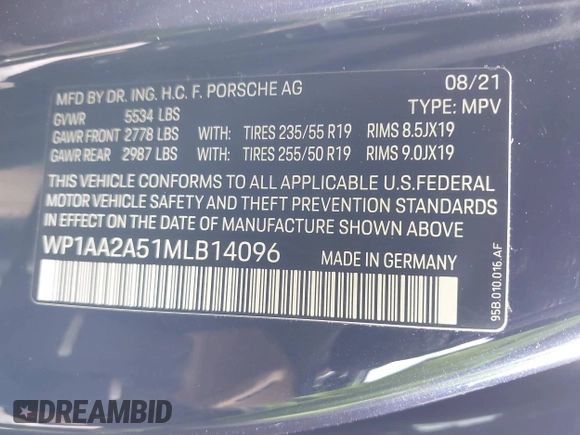 MFD BY DR. ING. H.C. F. PORSCHE AG 08/21
GVWR 5534 LBS TYPE: MPV
GAWR FRONT 2778 LBS WITH: TIRES 235/55 R19 RIMS 8.5JX19
GAWR REAR 2987 LBS WITH: TIRES 255/50 R19 RIMS 9.0JX19
THIS VEHICLE CONFORMS TO ALL APPLICABLE U.S.FEDERAL
MOTOR VEHICLE SAFETY AND THEFT PREVENTION STANDARDS
IN EFFECT ON THE DATE OF MANUFACTURE SHOWN ABOVE
WP1AA2A51MLB14096 MADE IN GERMANY
95B.010.016.AF
DREAMBID